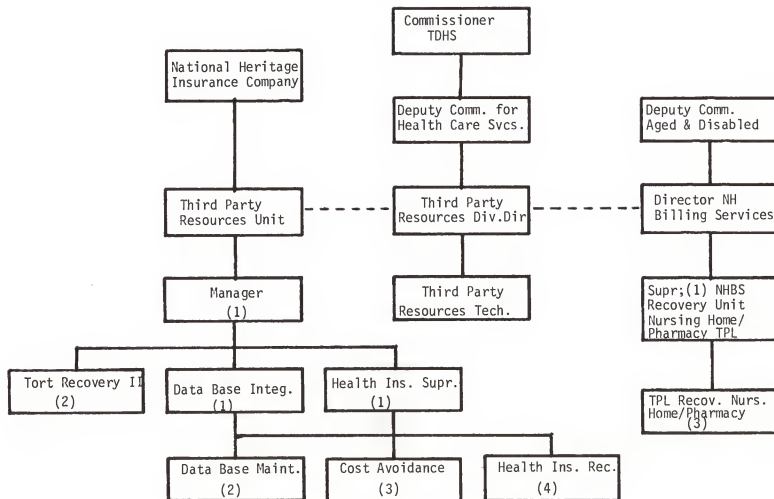 Commissioner
TDHS
National Heritage
Insurance Company
Deputy Comm. for
Health Care Svcs.
Deputy Comm.
Aged & Disabled
Third Party
Resources Unit
Third Party
Resources Div.Dir
Director NH
Billing Services
Manager
(1)
Third Party
Resources Tech.
Supr;(1) NHBS
Recovery Unit
Nursing Home/
Pharmacy TPL
Tort Recovery II
(2)
Data Base Integ.
(1)
Health Ins. Supr.
(1)
TPL Recov. Nurs.
Home/Pharmacy
(3)
Data Base Maint.
(2)
Cost Avoidance
(3)
Health Ins. Rec.
(4)